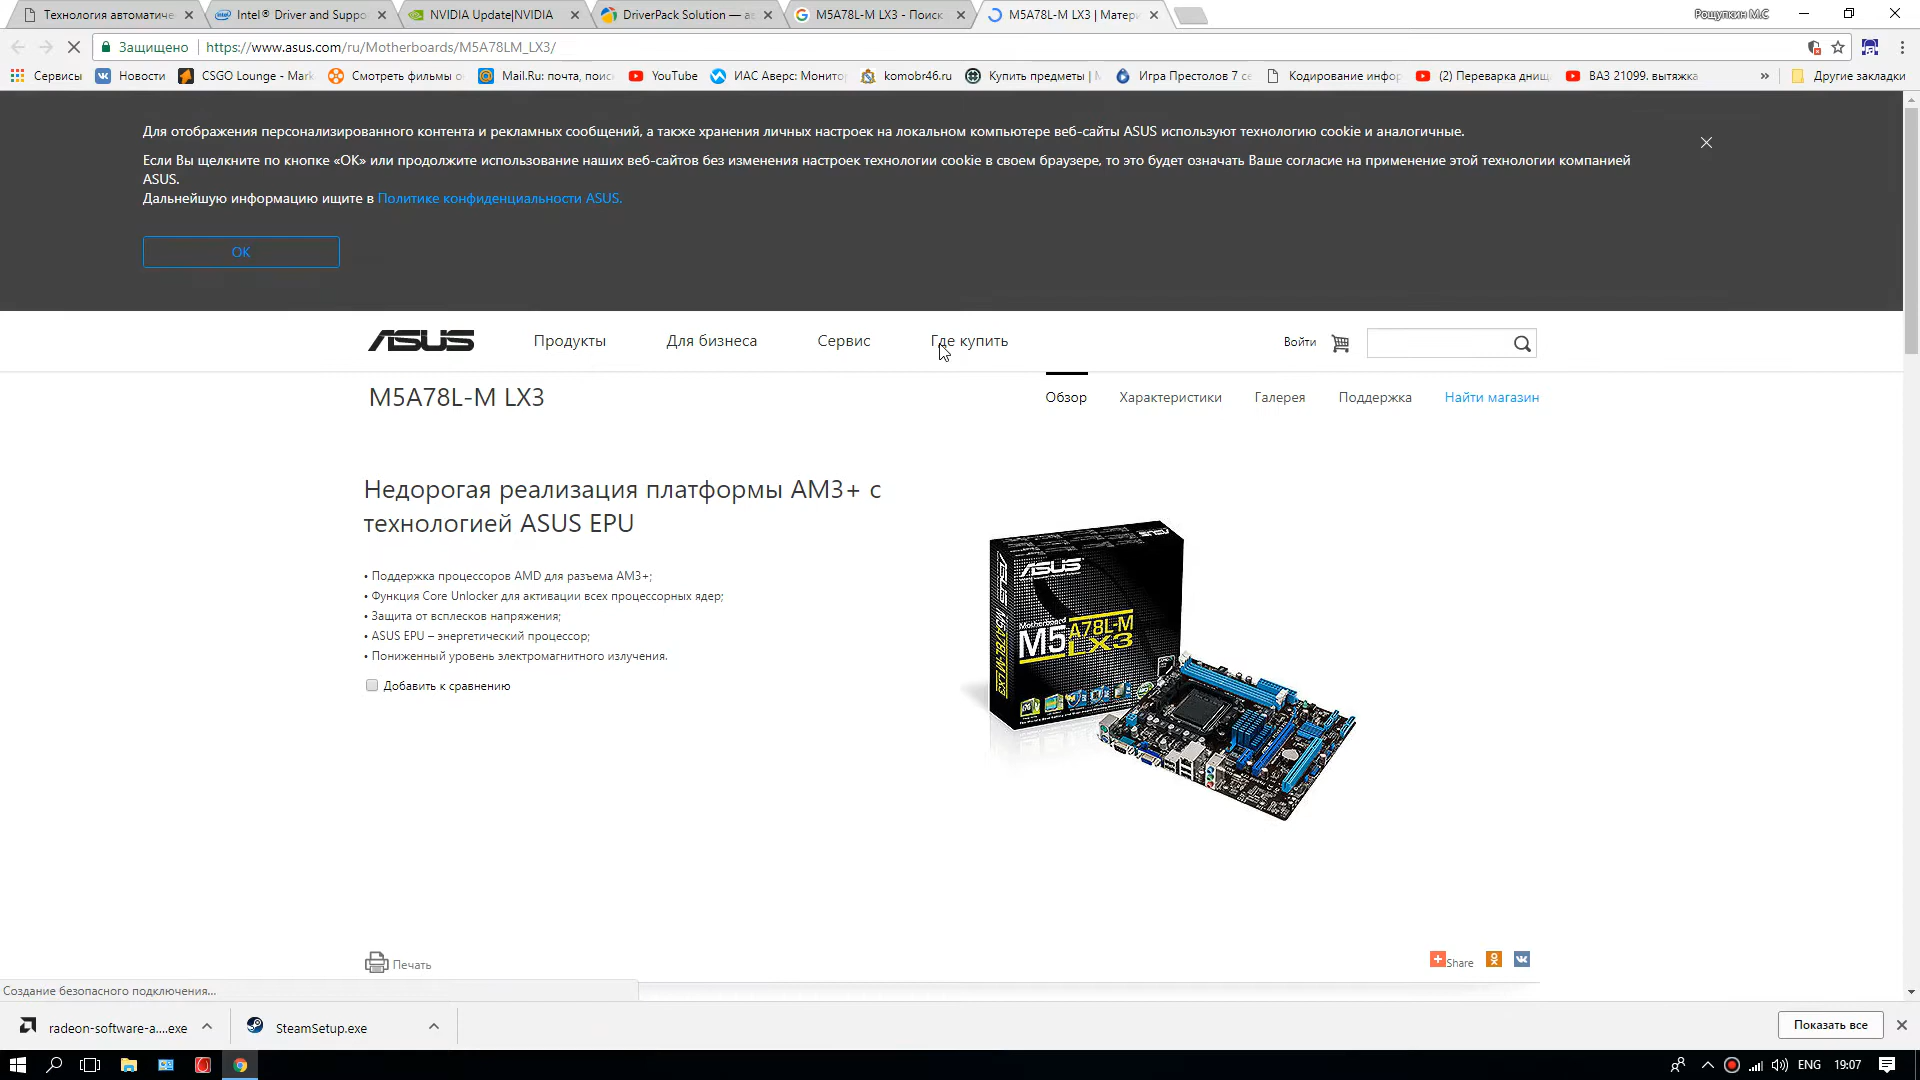 Технология автоматиче
Intel® Driver and Suppo
NVIDIA Update|NVIDIA
DriverPack Solution — ав
M5A78L-M LX3 - Поиск
M5A78L-M LX3 | Матери
Рощупкин М.С
Защищено
https://www.asus.com/ru/Motherboards/M5A78LM_LX3/
Сервисы
Новости
CSGO Lounge - Mark
Смотреть фильмы о
Mail.Ru: почта, поис
YouTube
ИАС Аверс: Монито
komobr46.ru
Купить предметы | М
Игра Престолов 7 се
Кодирование инфор
(2) Переварка днищ
ВАЗ 21099. вытяжка
»
Другие закладки
Для отображения персонализированного контента и рекламных сообщений, а также хранения личных настроек на локальном компьютере веб-сайты ASUS используют технологию cookie и аналогичные.
Если Вы щелкните по кнопке «ОК» или продолжите использование наших веб-сайтов без изменения настроек технологии cookie в своем браузере, то это будет означать Ваше согласие на применение этой технологии компанией
ASUS.
Дальнейшую информацию ищите в Политике конфиденциальности ASUS.
ОК
ASUS
Продукты
Для бизнеса
Сервис
Где купить
Войти
M5A78L-M LX3
Обзор
Характеристики
Галерея
Поддержка
Найти магазин
Недорогая реализация платформы AM3+ с
технологией ASUS EPU
• Поддержка процессоров AMD для разъема AM3+;
• Функция Core Unlocker для активации всех процессорных ядер;
• Защита от всплесков напряжения;
• ASUS EPU – энергетический процессор;
• Пониженный уровень электромагнитного излучения.
Добавить к сравнению
ASUS
Motherboard
M5 A78L-M
LX3
Печать
Share
Создание безопасного подключения...
radeon-software-a....exe
SteamSetup.exe
Показать все
ENG
19:07